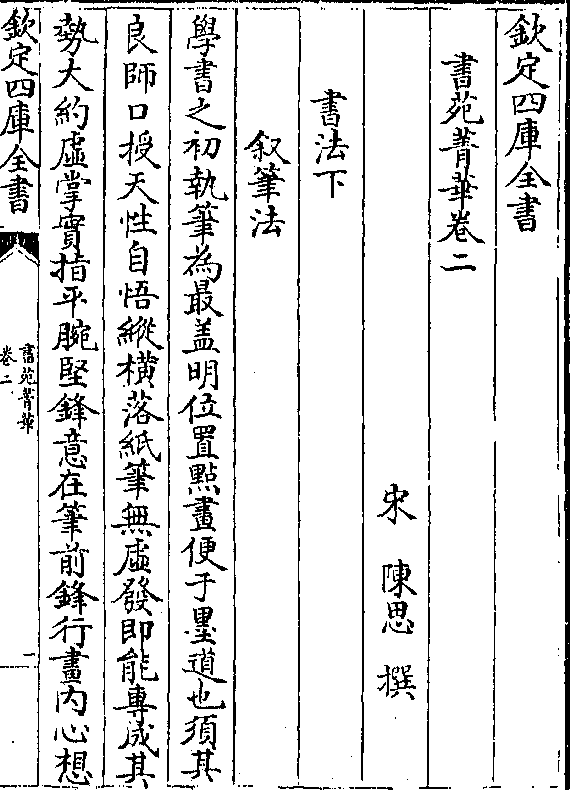 欽定四庫全書
書苑菁華卷二
宋 陳思 撰
書法下
叙筆法
學書之初執筆為最盖明位置點畫便于墨道也須其
良師口授天性自悟縱横落紙筆無虛發即能專成其
勢大約虛掌實指平腕堅鋒意在筆前鋒行畫内心想
欽定四庫全書
書苑菁華
卷二
一